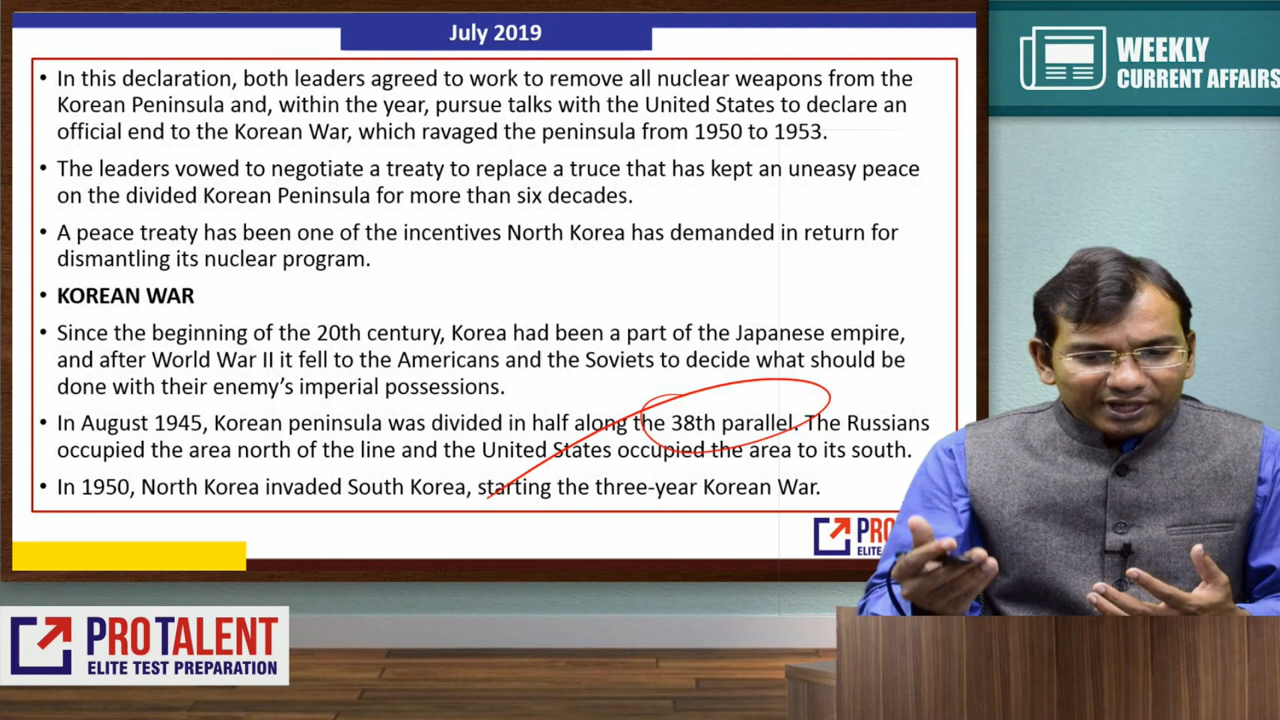 July 2019
• In this declaration, both leaders agreed to work to remove all nuclear weapons from the
Korean Peninsula and, within the year, pursue talks with the United States to declare an
official end to the Korean War, which ravaged the peninsula from 1950 to 1953.
• The leaders vowed to negotiate a treaty to replace a truce that has kept an uneasy peace
on the divided Korean Peninsula for more than six decades.
• A peace treaty has been one of the incentives North Korea has demanded in return for
dismantling its nuclear program.
• KOREAN WAR
• Since the beginning of the 20th century, Korea had been a part of the Japanese empire,
and after World War II it fell to the Americans and the Soviets to decide what should be
done with their enemy’s imperial possessions.
• In August 1945, Korean peninsula was divided in half along the 38th parallel. The Russians
occupied the area north of the line and the United States occupied the area to its south.
• In 1950, North Korea invaded South Korea, starting the three-year Korean War.
PRO
ELITE
WEEKLY
CURRENT AFFAIRS
PROTALENT
ELITE TEST PREPARATION